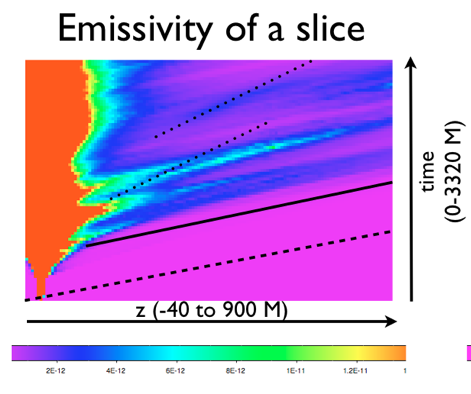 Emissivity of a slice
time
(0-3320 M)
z (-40 to 900 M)
2E-12 4E-12 6E-12 8E-12 1E-11 1.2E-11 1